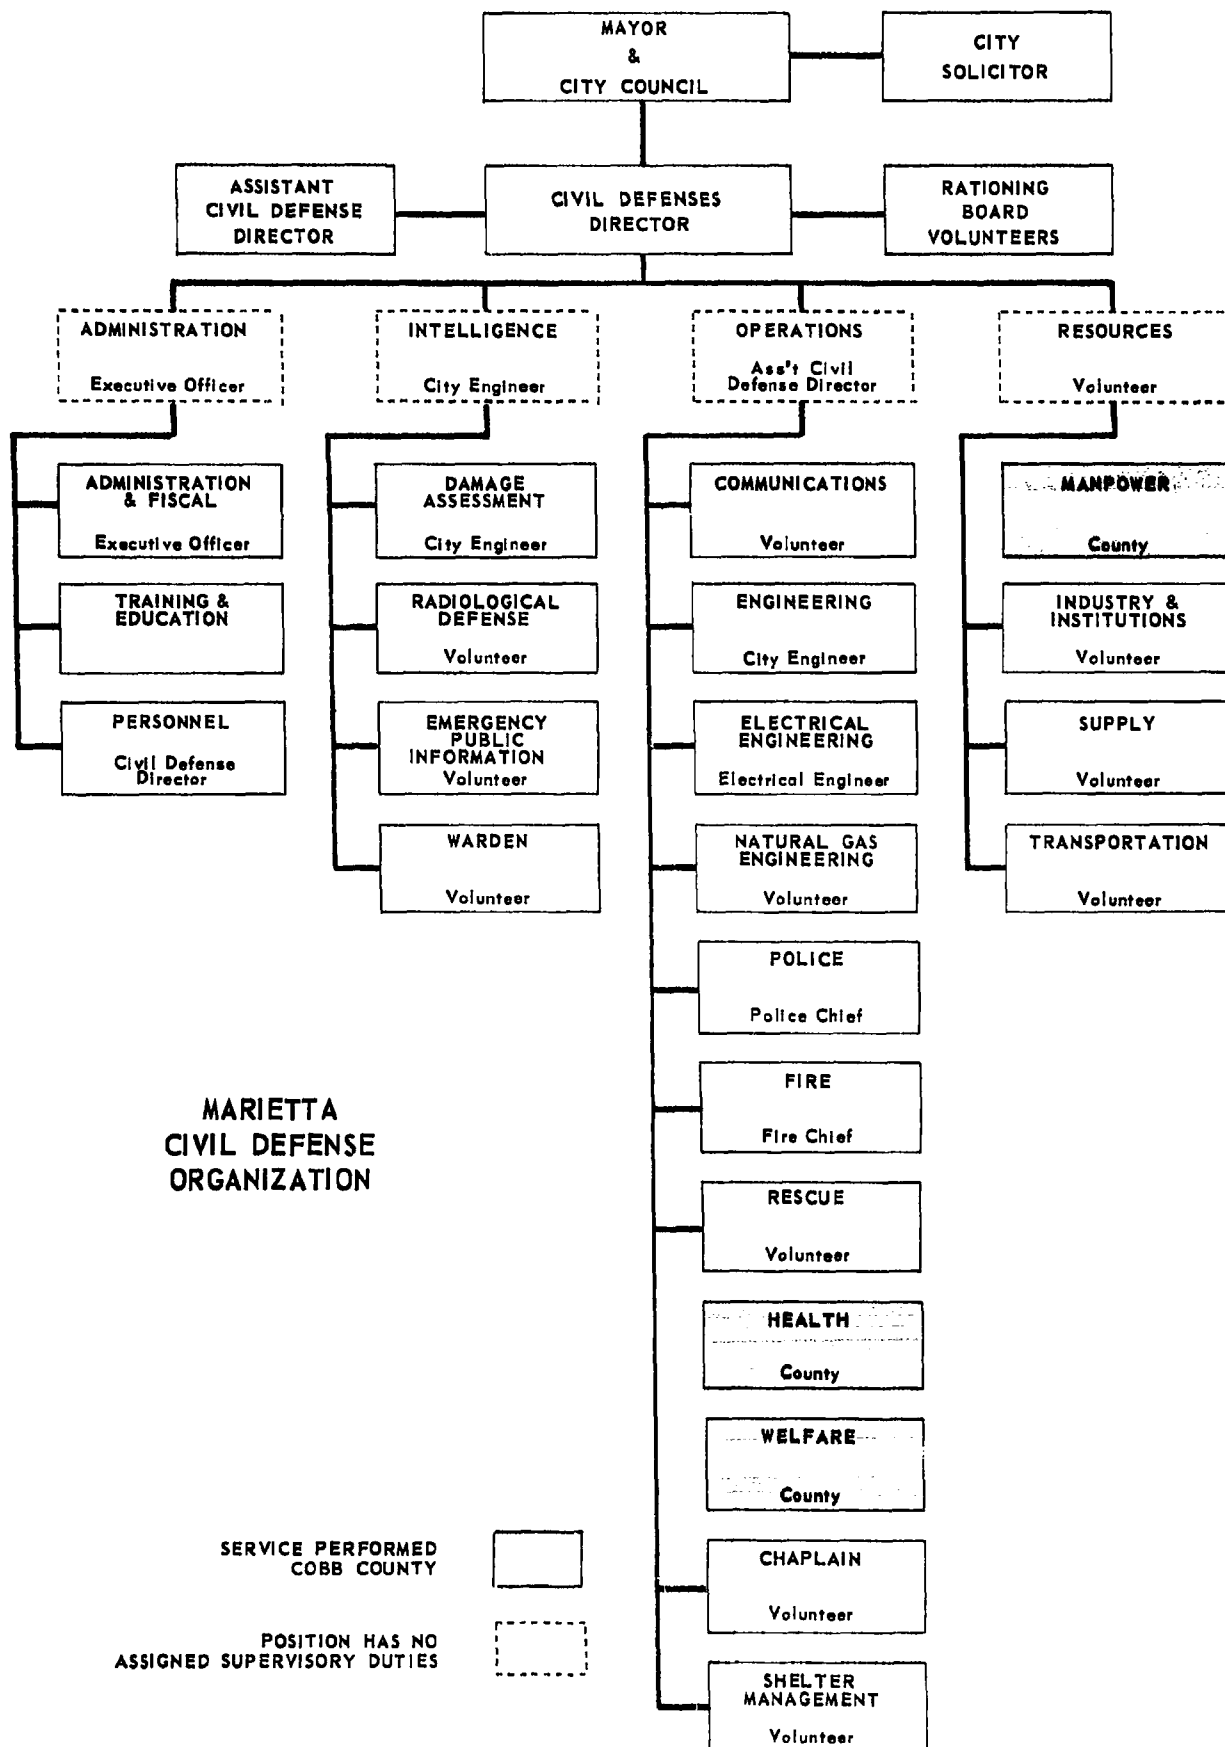 MAYOR
&
CITY COUNCIL
CITY
SOLICITOR
ASSISTANT
CIVIL DEFENSE
DIRECTOR
CIVIL DEFENSES
DIRECTOR
RATIONING
BOARD
VOLUNTEERS
ADMINISTRATION
Executive Officer
INTELLIGENCE
City Engineer
OPERATIONS
Ass't Civil
Defense Director
RESOURCES
Volunteer
ADMINISTRATION
& FISCAL
Executive Officer
TRAINING &
EDUCATION
PERSONNEL
Civil Defense
Director
DAMAGE
ASSESSMENT
City Engineer
RADIOLOGICAL
DEFENSE
Volunteer
EMERGENCY
PUBLIC
INFORMATION
Volunteer
WARDEN
Volunteer
COMMUNICATIONS
Volunteer
ENGINEERING
City Engineer
ELECTRICAL
ENGINEERING
Electrical Engineer
NATURAL GAS
ENGINEERING
Volunteer
POLICE
Police Chief
FIRE
Fire Chief
RESCUE
Volunteer
HEALTH
County
WELFARE
County
CHAPLAIN
Volunteer
SHELTER
MANAGEMENT
Volunteer
MANPOWER
County
INDUSTRY &
INSTITUTIONS
Volunteer
SUPPLY
Volunteer
TRANSPORTATION
Volunteer
MARIETTA
CIVIL DEFENSE
ORGANIZATION
SERVICE PERFORMED
COBB COUNTY
POSITION HAS NO
ASSIGNED SUPERVISORY DUTIES